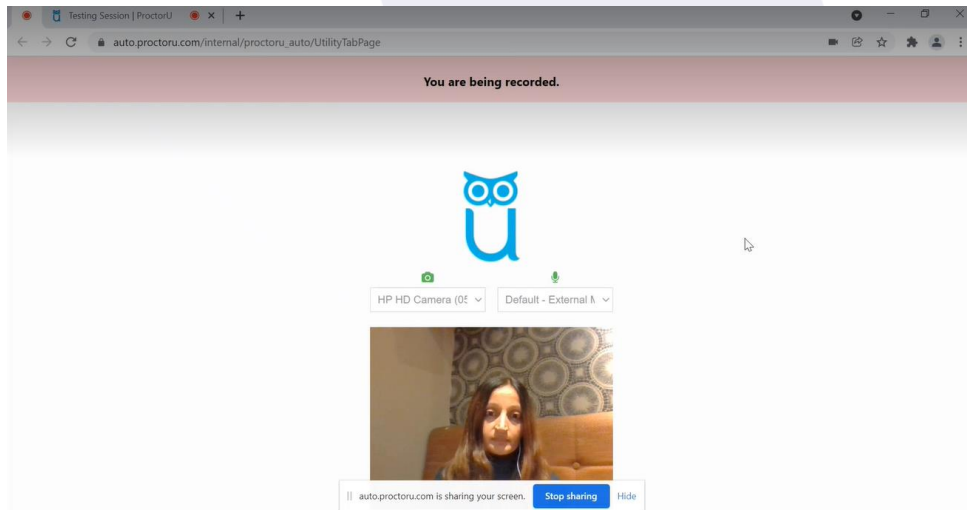 Testing Session | ProctorU
auto.proctoru.com/internal/proctoru_auto/UtilityTabPage
You are being recorded.
u
HP HD Camera (05
Default - External M
auto.proctoru.com is sharing your screen. Stop sharing Hide